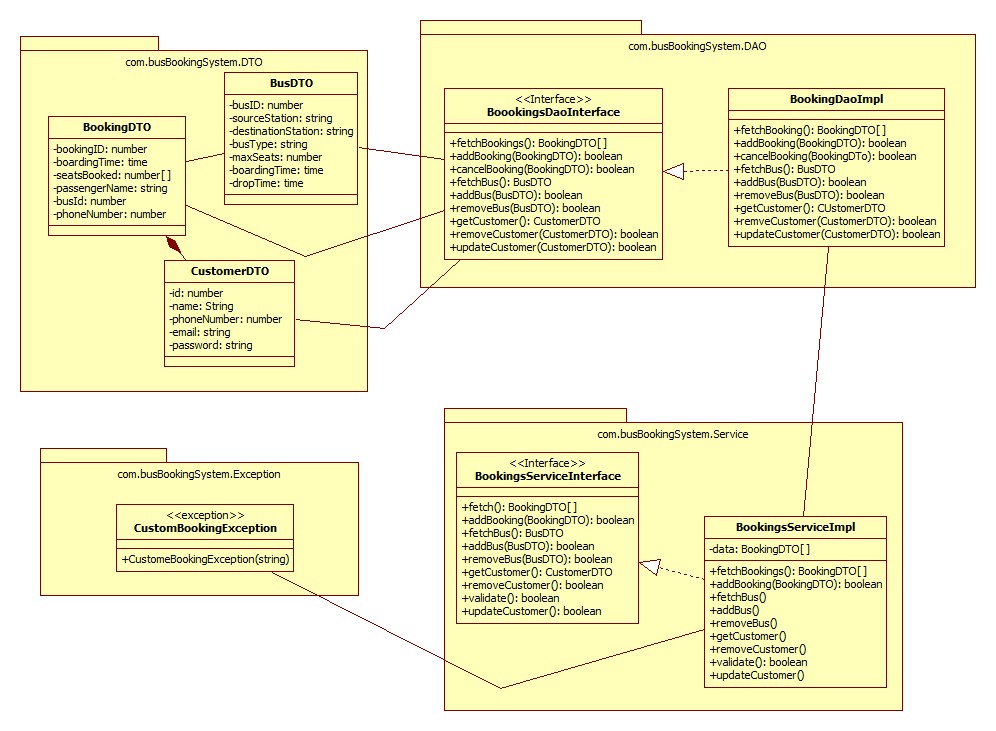 com.busBookingSystem.DTO
BusDTO
-busID: number
-sourceStation: string
-destinationStation: string
-busType: string
-maxSeats: number
-boardingTime: time
-dropTime: time
BookingDTO
-bookingID: number
-boardingTime: time
-seatsBooked: number[]
-passengerName: string
-busId: number
-phoneNumber: number
CustomerDTO
-id: number
-name: String
-phoneNumber: number
-email: string
-password: string
com.busBookingSystem.DAO
<<Interface>>
BoookingsDaoInterface
+fetchBookings(): BookingDTO[]
+addBooking(BookingDTO): boolean
+cancelBooking(BookingDTO): boolean
+fetchBus(): BusDTO
+addBus(BusDTO): boolean
+removeBus(BusDTO): boolean
+getCustomer(): CustomerDTO
+removeCustomer(CustomerDTO): boolean
+updateCustomer(CustomerDTO): boolean
BookingDaoImpl
+fetchBooking(): BookingDTO[]
+addBooking(BookingDTO): boolean
+cancelBooking(BookingDTo): boolean
+fetchBus(): BusDTO
+addBus(BusDTO): boolean
+removeBus(BusDTO): boolean
+getCustomer(): CUstomerDTO
+remveCustomer(CustomerDTO): boolean
+updateCustomer(CustomerDTO): boolean
com.busBookingSystem.Exception
<<exception>>
CustomBookingException
+CustomeBookingException(string)
com.busBookingSystem.Service
<<Interface>>
BookingsServiceInterface
+fetch(): BookingDTO[]
+addBooking(BookingDTO): boolean
+fetchBus(): BusDTO
+addBus(BusDTO): boolean
+removeBus(BusDTO): boolean
+getCustomer(): CustomerDTO
+removeCustomer(): boolean
+validate(): boolean
+updateCustomer(): boolean
BookingsServiceImpl
-data: BookingDTO[]
+fetchBookings(): BookingDTO[]
+addBooking(BookingDTO): boolean
+fetchBus()
+addBus()
+removeBus()
+getCustomer()
+removeCustomer()
+validate(): boolean
+updateCustomer()